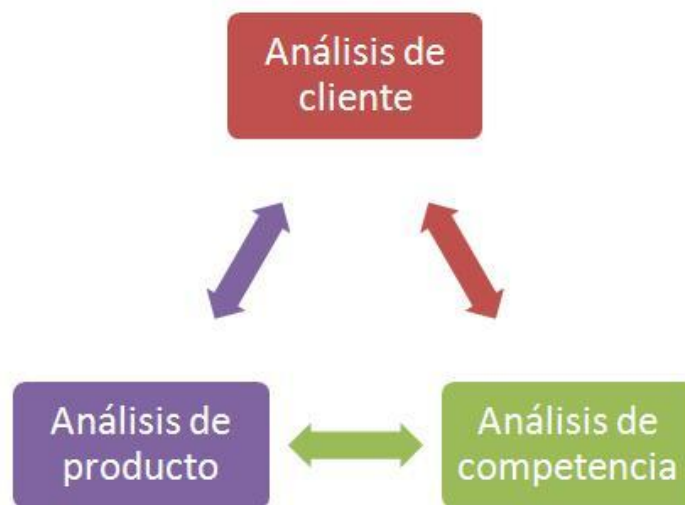 Análisis de
cliente
Análisis de
producto
Análisis de
competencia